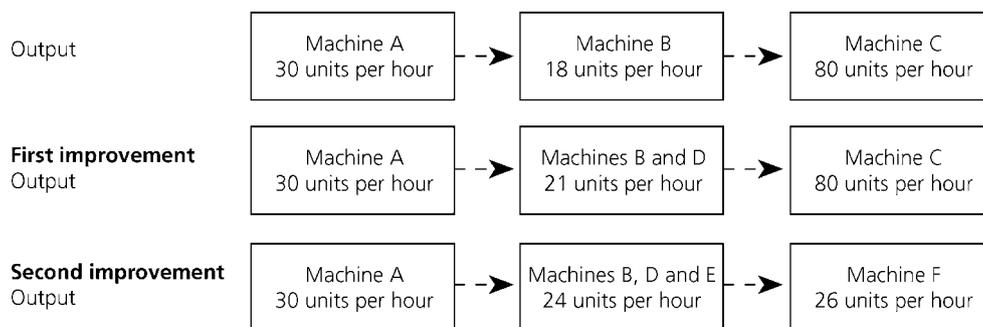 Output
Machine A
30 units per hour
Machine B
18 units per hour
Machine C
80 units per hour
First improvement
Output
Machine A
30 units per hour
Machines B and D
21 units per hour
Machine C
80 units per hour
Second improvement
Output
Machine A
30 units per hour
Machines B, D and E
24 units per hour
Machine F
26 units per hour